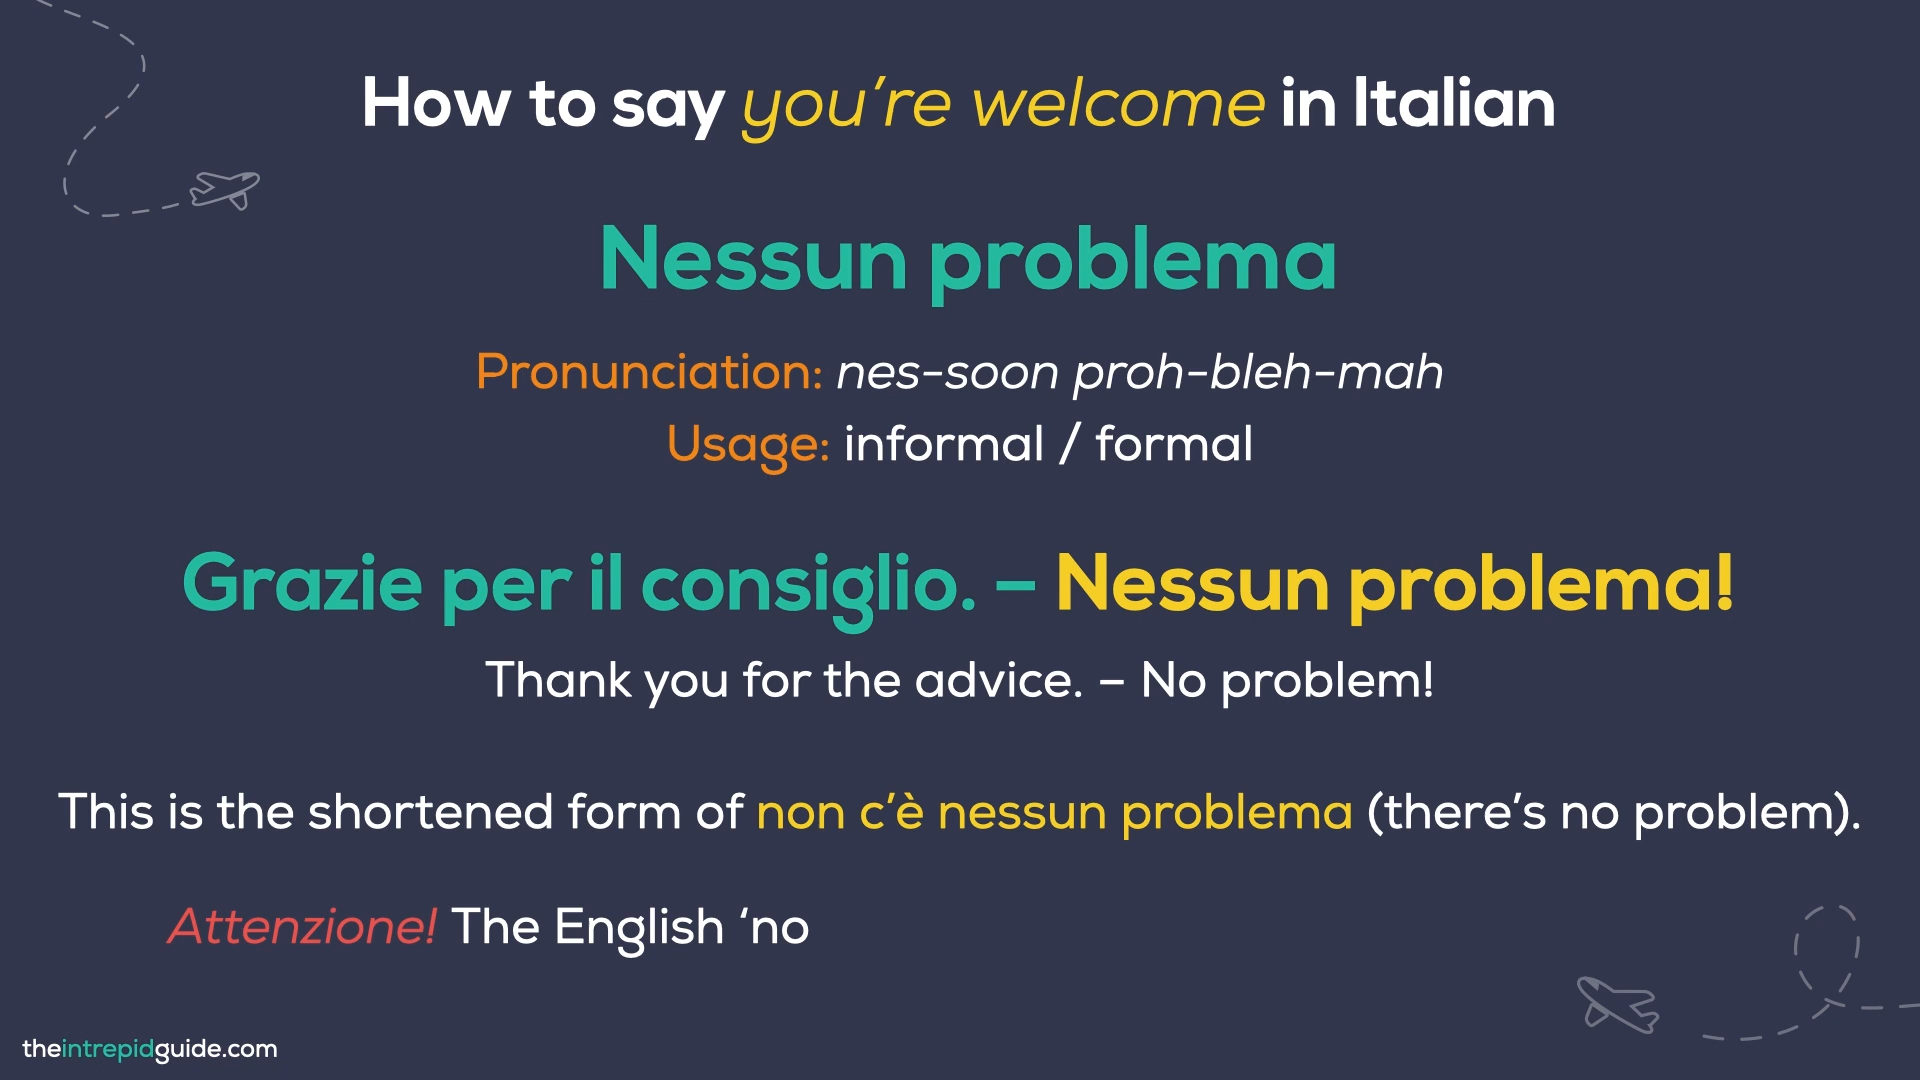 How to say you’re welcome in Italian
Nessun problema
Pronunciation: nes-soon proh-bleh-mah
Usage: informal / formal
Grazie per il consiglio. – Nessun problema!
Thank you for the advice. – No problem!
This is the shortened form of non c’è nessun problema (there’s no problem).
Attenzione! The English ‘no
theintrepidguide.com